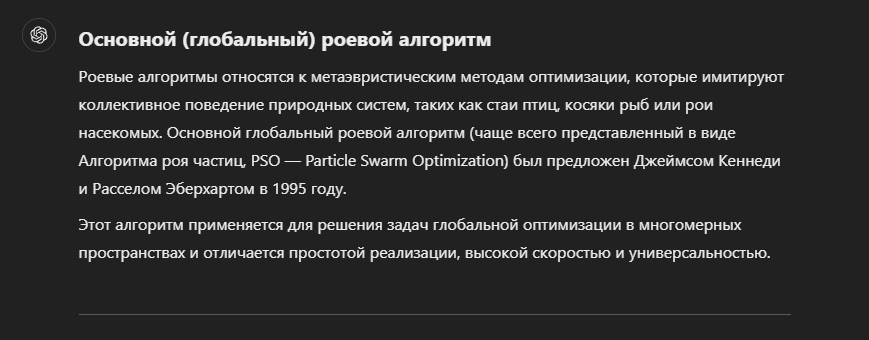 Основной (глобальный) роевой алгоритм
Роевые алгоритмы относятся к метаэвристическим методам оптимизации, которые имитируют
коллективное поведение природных систем, таких как стаи птиц, косяки рыб или рои
насекомых. Основной глобальный роевой алгоритм (чаще всего представленный в виде
Алгоритма роя частиц, PSO — Particle Swarm Optimization) был предложен Джеймсом Кеннеди
и Расселом Эберхартом в 1995 году.
Этот алгоритм применяется для решения задач глобальной оптимизации в многомерных
пространствах и отличается простотой реализации, высокой скоростью и универсальностью.